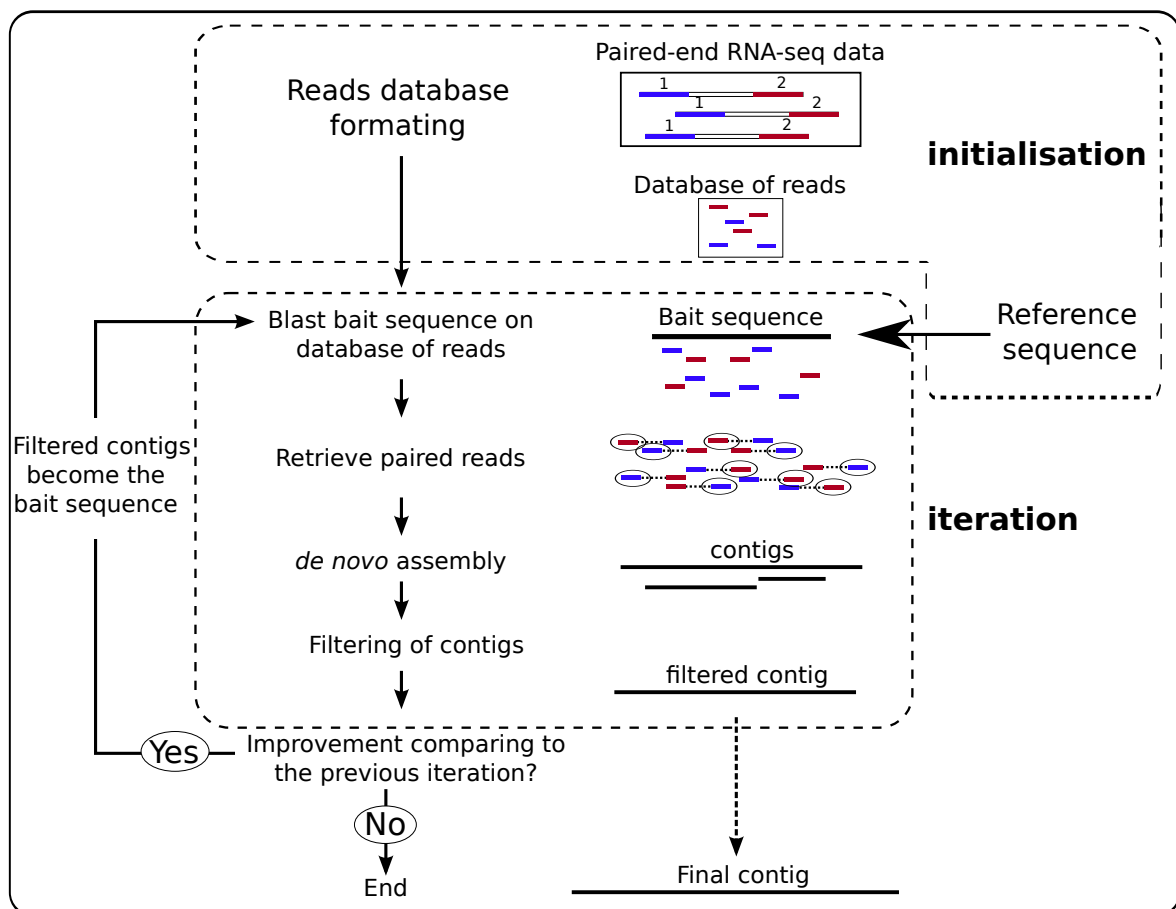 Paired-end RNA-seq data
1 2
1 2
1 2
Reads database
formating
initialisation
Database of reads
Blast bait sequence on
database of reads
Bait sequence
Reference
sequence
Filtered contigs
become the
bait sequence
Retrieve paired reads
iteration
de novo assembly
contigs
Filtering of contigs
filtered contig
Yes
Improvement comparing to
the previous iteration?
No
End
Final contig